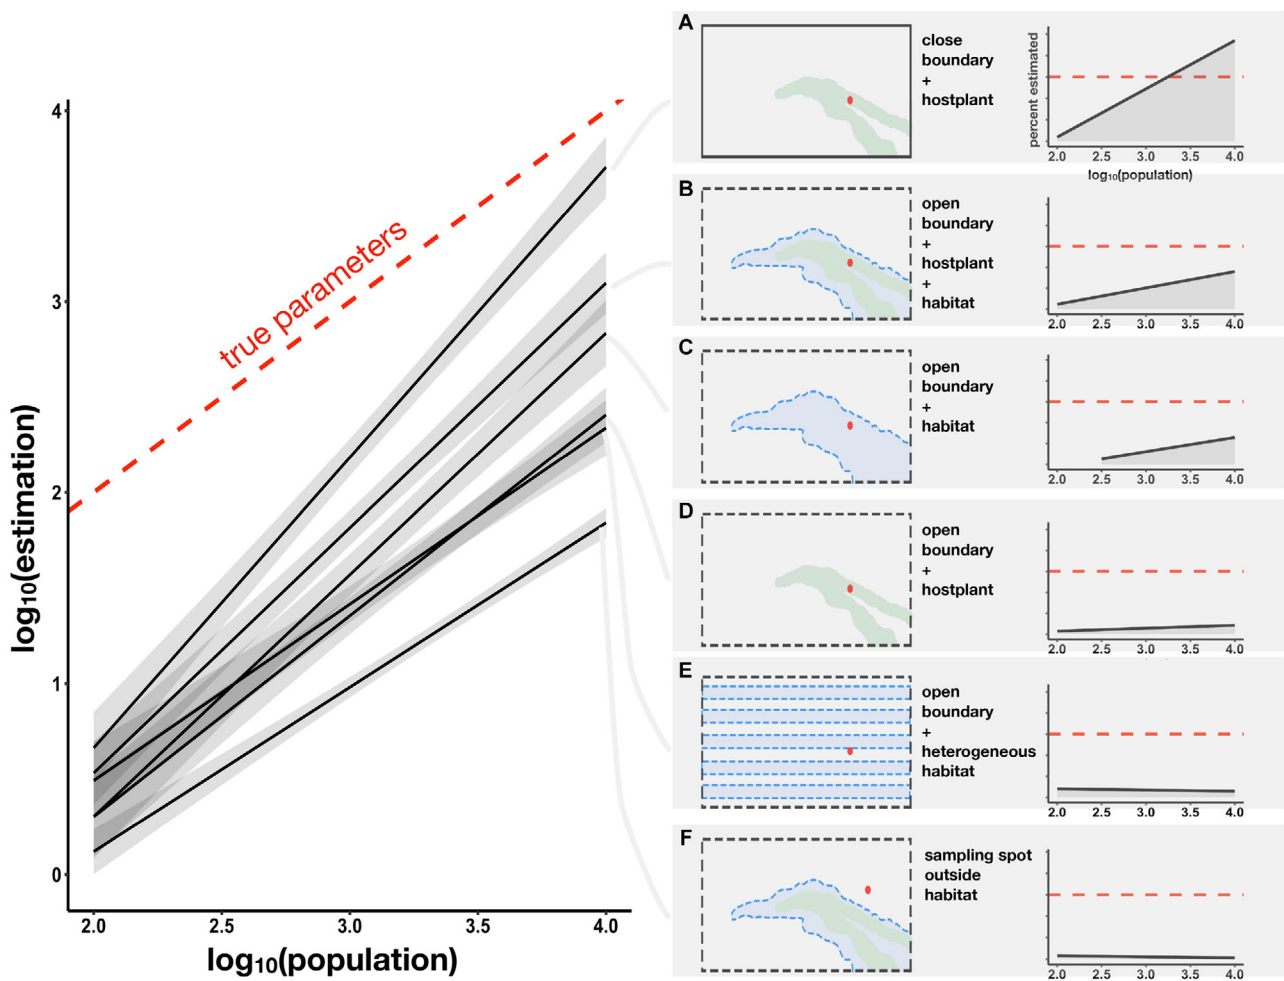 4
3
2
1
0
log₁₀(estimation)
true parameters
2.0 2.5 3.0 3.5 4.0
log₁₀(population)
A
close
boundary
+
hostplant
percent estimated
2.0 2.5 3.0 3.5 4.0
log₁₀(population)
B
open
boundary
+
hostplant
+
habitat
2.0 2.5 3.0 3.5 4.0
C
open
boundary
+
habitat
2.0 2.5 3.0 3.5 4.0
D
open
boundary
+
hostplant
2.0 2.5 3.0 3.5 4.0
E
open
boundary
+
heterogeneous
habitat
2.0 2.5 3.0 3.5 4.0
F
sampling spot
outside
habitat
2.0 2.5 3.0 3.5 4.0